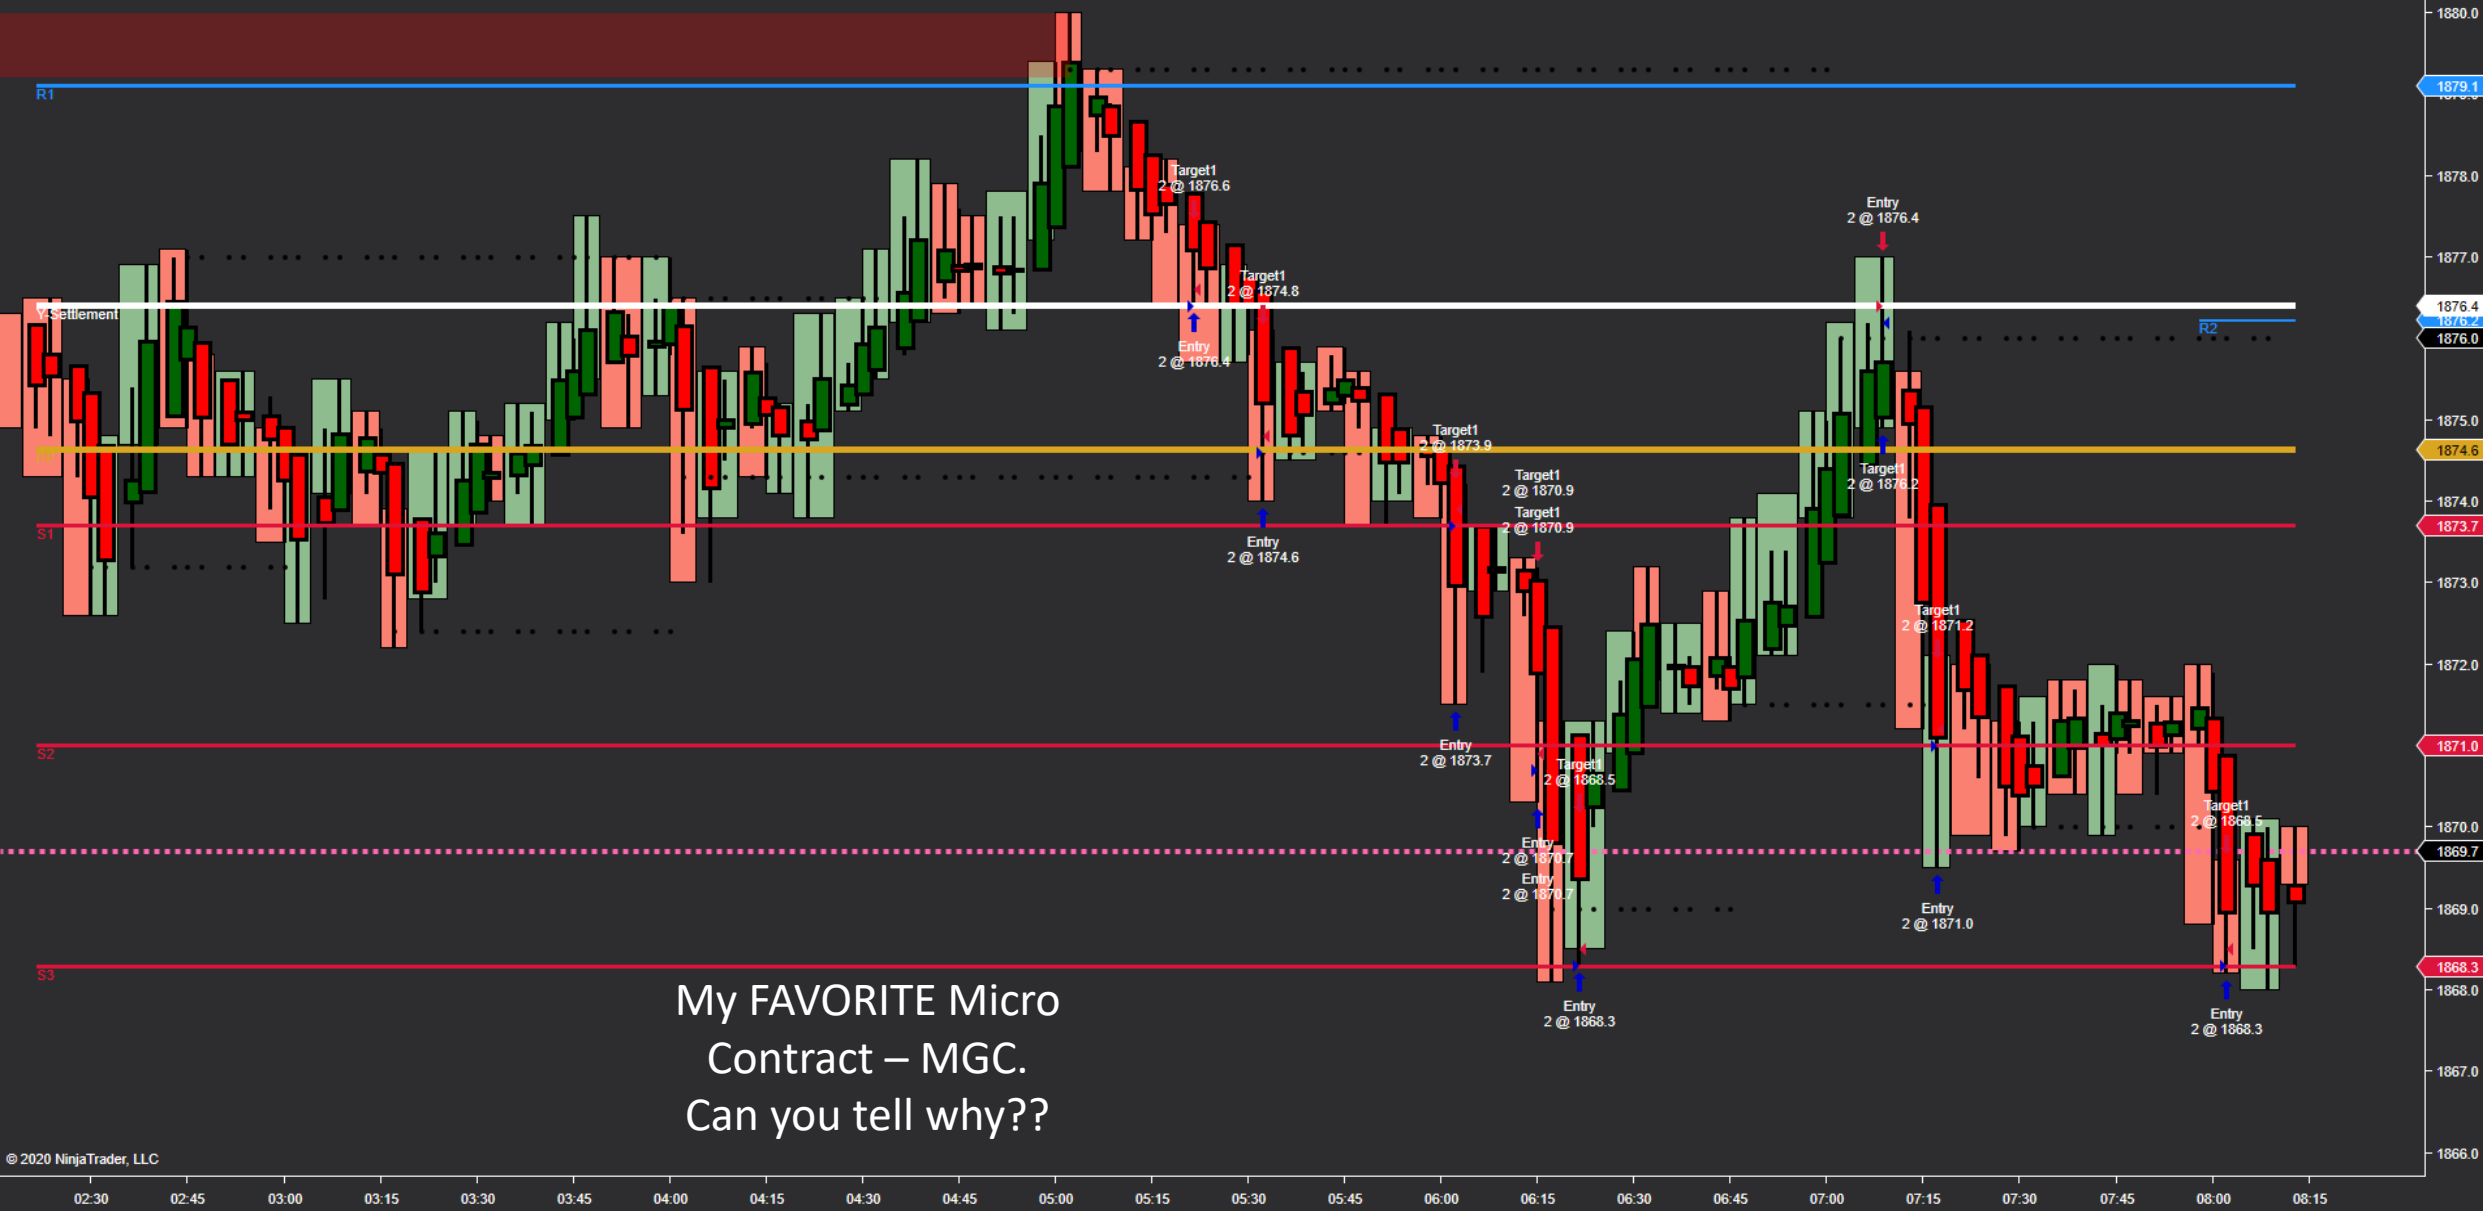 1880.0
R1
1879.1
Target1
2 @ 1876.6
1878.0
Entry
2 @ 1876.4
1877.0
Target1
2 @ 1874.8
Y-Settlement
1876.4
1876.2
R2
1876.0
Entry
2 @ 1876.4
1875.0
Target1
2 @ 1873.9
1874.6
Target1
2 @ 1876.2
Target1
2 @ 1870.9
1874.0
Target1
2 @ 1870.9
S1
1873.7
Entry
2 @ 1874.6
1873.0
Target1
2 @ 1871.2
1872.0
S2
Entry
2 @ 1873.7
1871.0
Target1
2 @ 1868.5
Target1
2 @ 1868.5
1870.0
Entry
2 @ 1870.7
1869.7
Entry
2 @ 1870.7
Entry
2 @ 1871.0
1869.0
S3
1868.3
My FAVORITE Micro
Contract – MGC.
Can you tell why??
1868.0
Entry
2 @ 1868.3
Entry
2 @ 1868.3
1867.0
1866.0
© 2020 NinjaTrader, LLC
02:30 02:45 03:00 03:15 03:30 03:45 04:00 04:15 04:30 04:45 05:00 05:15 05:30 05:45 06:00 06:15 06:30 06:45 07:00 07:15 07:30 07:45 08:00 08:15